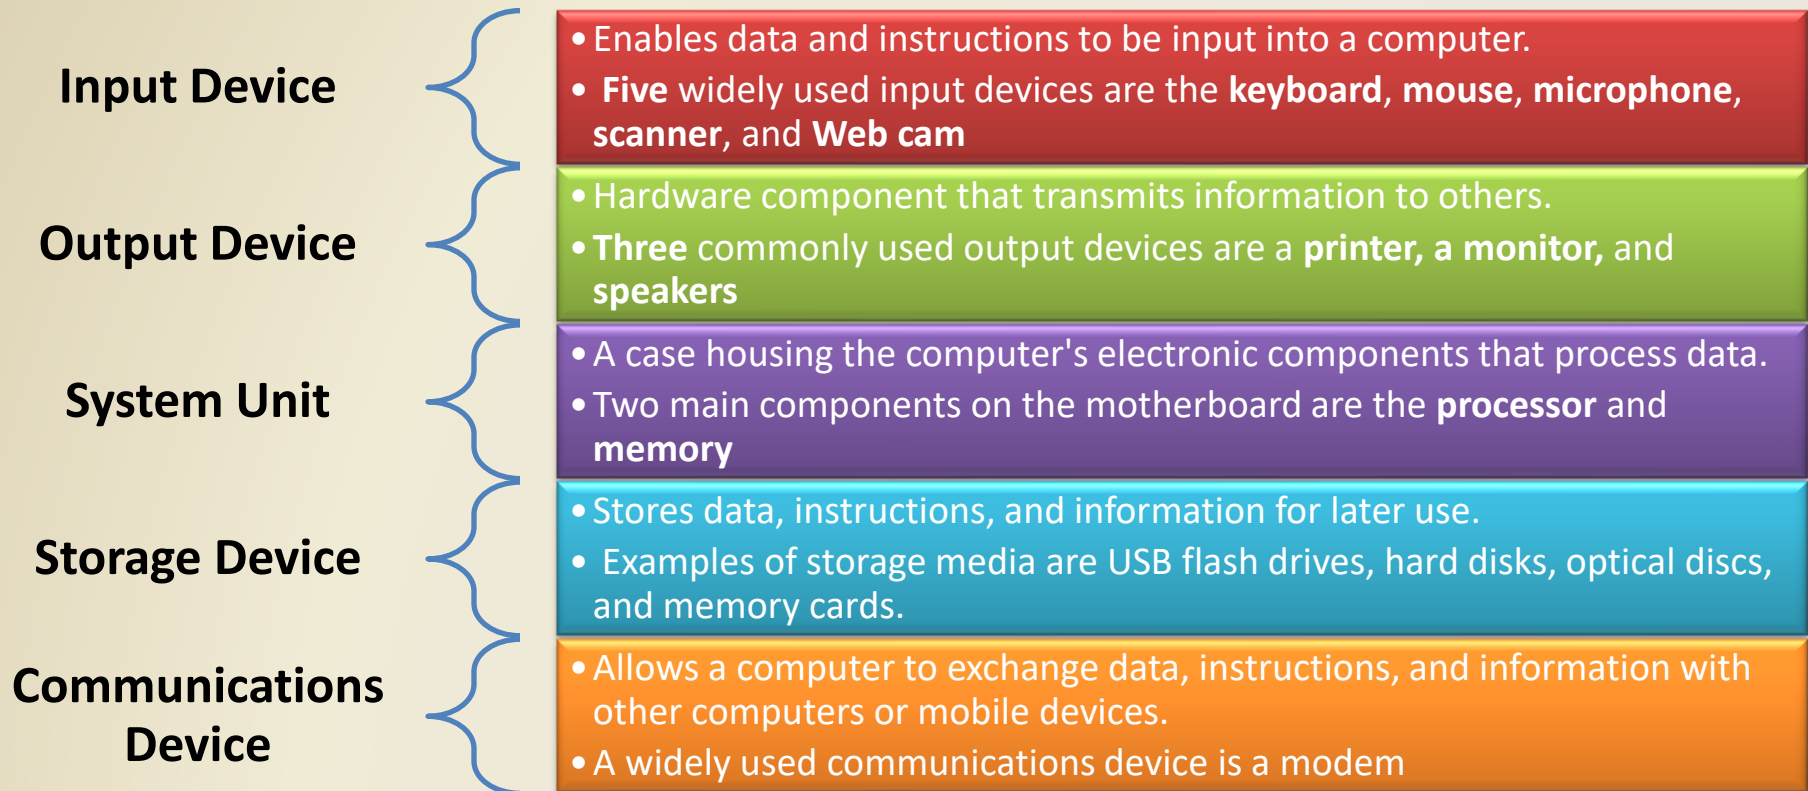 Input Device
• Enables data and instructions to be input into a computer.
• Five widely used input devices are the keyboard, mouse, microphone,
scanner, and Web cam
Output Device
• Hardware component that transmits information to others.
• Three commonly used output devices are a printer, a monitor, and
speakers
System Unit
• A case housing the computer's electronic components that process data.
• Two main components on the motherboard are the processor and
memory
Storage Device
• Stores data, instructions, and information for later use.
• Examples of storage media are USB flash drives, hard disks, optical discs,
and memory cards.
Communications
Device
• Allows a computer to exchange data, instructions, and information with
other computers or mobile devices.
• A widely used communications device is a modem